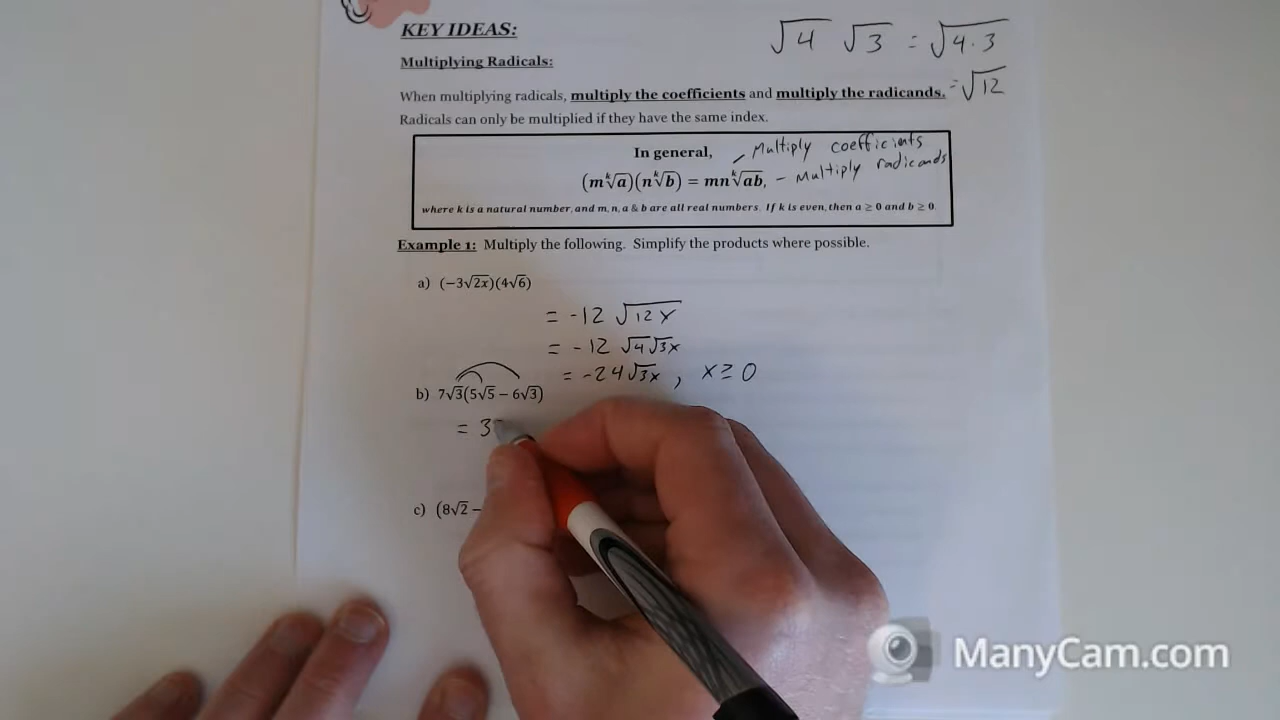 KEY IDEAS:
√4 √3 = √4·3
Multiplying Radicals:
= √12
When multiplying radicals, multiply the coefficients and multiply the radicands.
Radicals can only be multiplied if they have the same index.
In general,
Multiply coefficients
(m ᵏ√a)(n ᵏ√b) = mn ᵏ√ab,
- Multiply radicands
where k is a natural number, and m, n, a & b are all real numbers. If k is even, then a ≥ 0 and b ≥ 0.
Example 1: Multiply the following. Simplify the products where possible.
a) (−3√2x)(4√6)
= -12 √12x
= -12 √4√3x
= -24√3x , x ≥ 0
b) 7√3(5√5 − 6√3)
= 3
c) (8√2 −
ManyCam.com